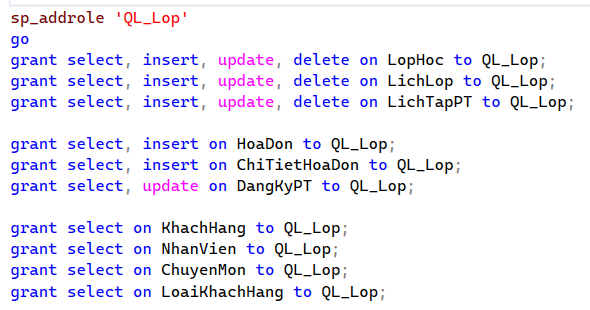 sp_addrole 'QL_Lop'
go
grant select, insert, update, delete on LopHoc to QL_Lop;
grant select, insert, update, delete on LichLop to QL_Lop;
grant select, insert, update, delete on LichTapPT to QL_Lop;
grant select, insert on HoaDon to QL_Lop;
grant select, insert on ChiTietHoaDon to QL_Lop;
grant select, update on DangKyPT to QL_Lop;
grant select on KhachHang to QL_Lop;
grant select on NhanVien to QL_Lop;
grant select on ChuyenMon to QL_Lop;
grant select on LoaiKhachHang to QL_Lop;